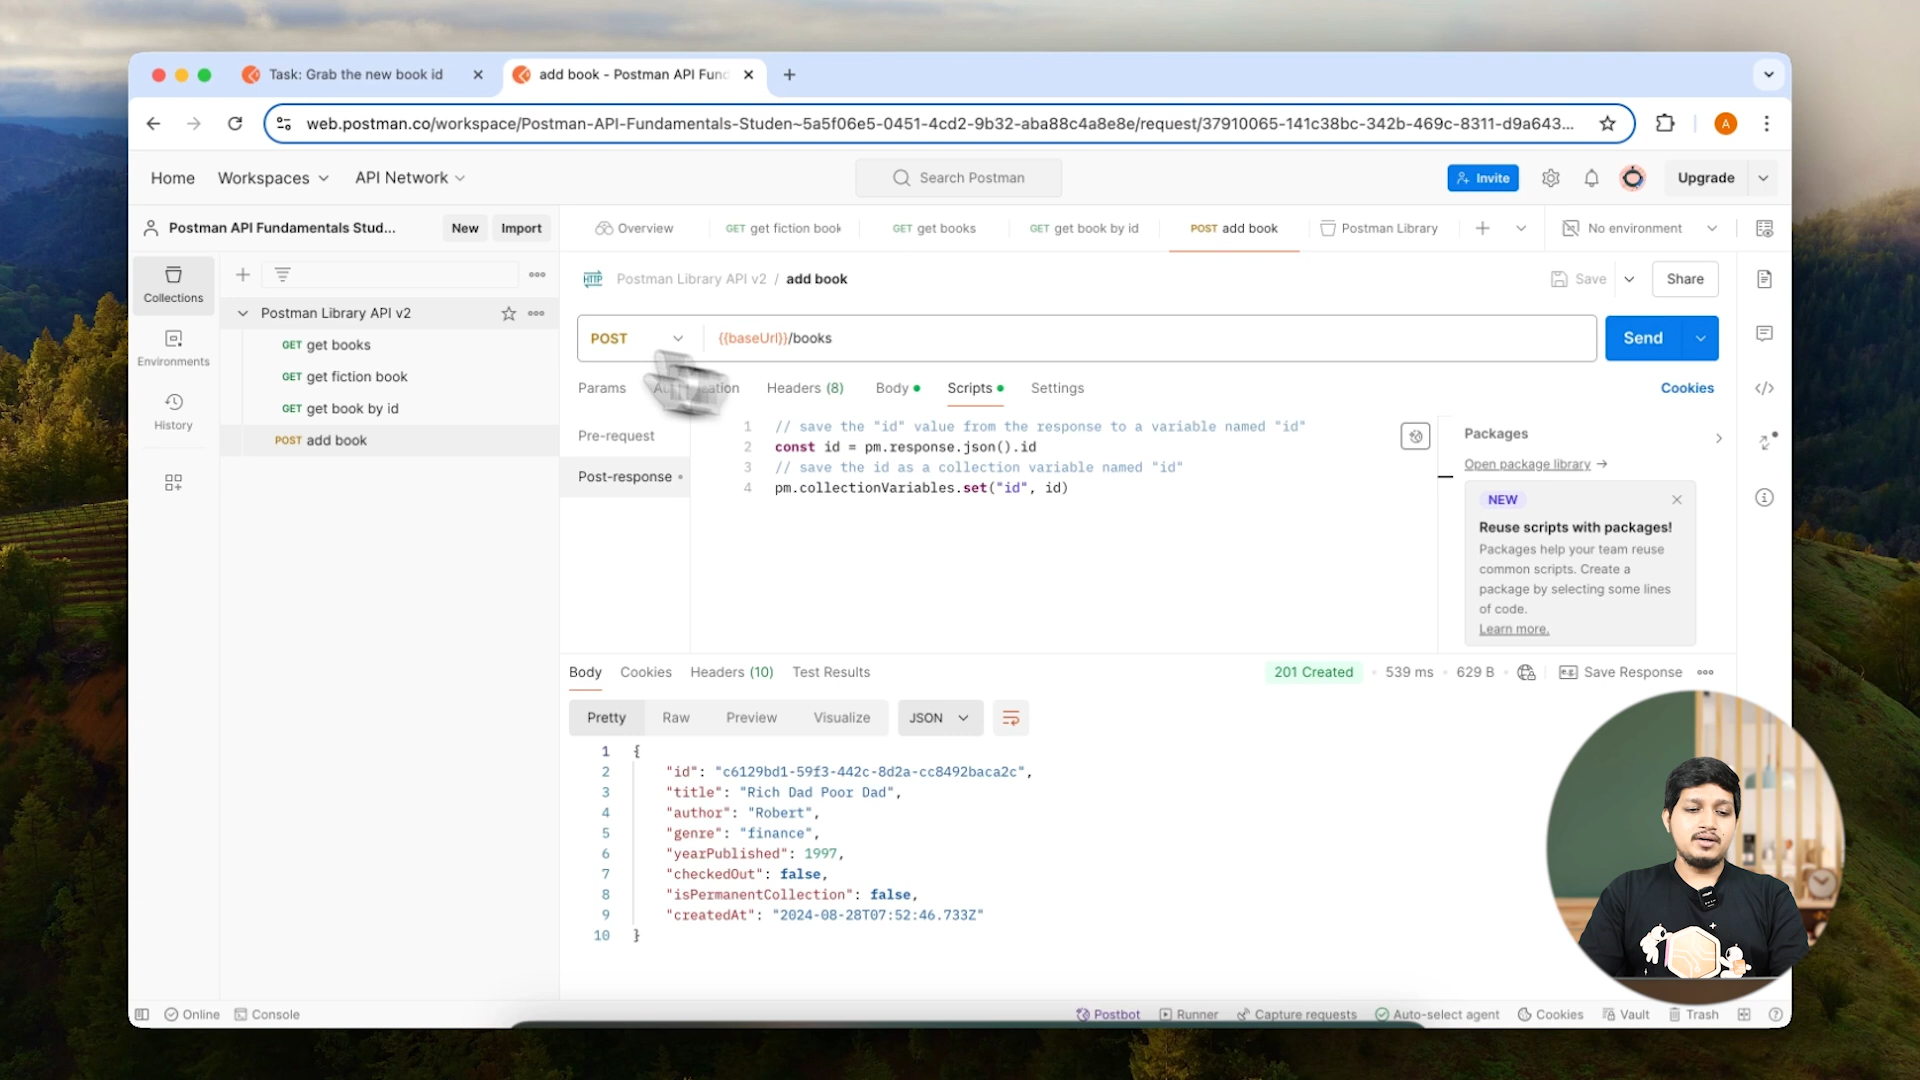 Task: Grab the new book id
add book - Postman API Fund
web.postman.co/workspace/Postman-API-Fundamentals-Studen~5a5f06e5-0451-4cd2-9b32-aba88c4a8e8e/request/37910065-141c38bc-342b-469c-8311-d9a643...
A
Home Workspaces API Network
Search Postman
Invite
Upgrade
Postman API Fundamentals Stud...
New Import
Overview GET get fiction book GET get books GET get book by id POST add book Postman Library No environment
Collections
Environments
History
Postman Library API v2
GET get books
GET get fiction book
GET get book by id
POST add book
HTTP Postman Library API v2 / add book
Save Share
POST {{baseUrl}}/books
Send
Params Headers (8) Body Scripts Settings
Cookies
Pre-request
Post-response
1 // save the "id" value from the response to a variable named "id"
2 const id = pm.response.json().id
3 // save the id as a collection variable named "id"
4 pm.collectionVariables.set("id", id)
Packages
Open package library →
NEW
Reuse scripts with packages!
Packages help your team reuse
common scripts. Create a
package by selecting some lines
of code.
Learn more.
Body Cookies Headers (10) Test Results
201 Created 539 ms 629 B Save Response
Pretty Raw Preview Visualize JSON
1 {
2 "id": "c6129bd1-59f3-442c-8d2a-cc8492baca2c",
3 "title": "Rich Dad Poor Dad",
4 "author": "Robert",
5 "genre": "finance",
6 "yearPublished": 1997,
7 "checkedOut": false,
8 "isPermanentCollection": false,
9 "createdAt": "2024-08-28T07:52:46.733Z"
10 }
Online Console
Postbot Runner Capture requests Auto-select agent Cookies Vault Trash